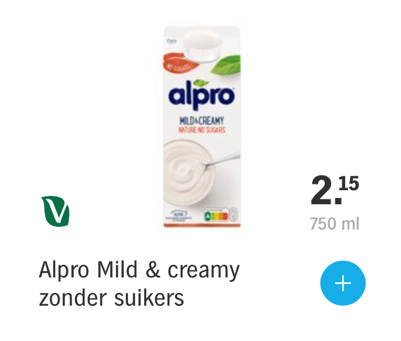 alpro
MILD & CREAMY
NATURE NO SUGARS
2.15
750 ml
Alpro Mild & creamy
zonder suikers